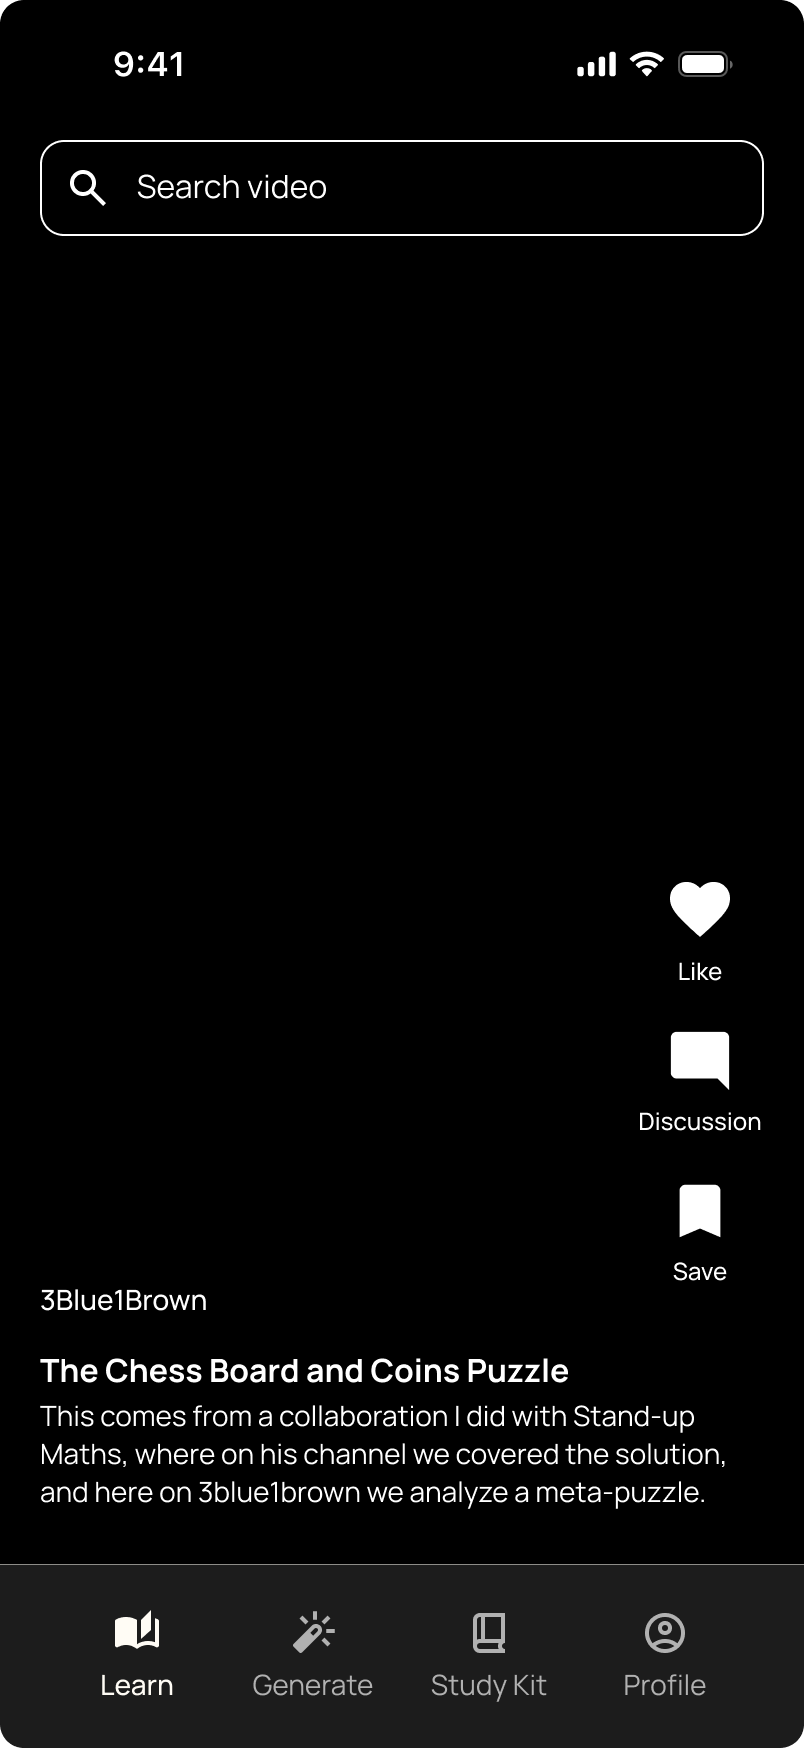 9:41
Search video
Like
Discussion
Save
3Blue1Brown
The Chess Board and Coins Puzzle
This comes from a collaboration I did with Stand-up
Maths, where on his channel we covered the solution,
and here on 3blue1brown we analyze a meta-puzzle.
Learn
Generate
Study Kit
Profile